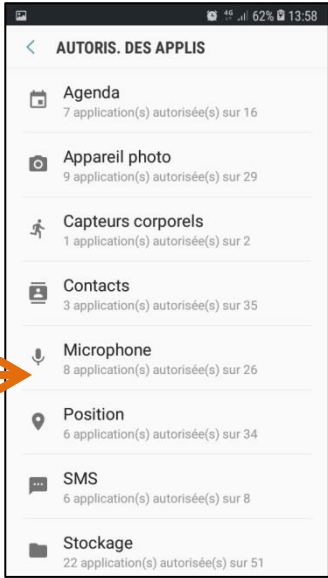 4G 62% 13:58
AUTORIS. DES APPLIS
Agenda
7 application(s) autorisée(s) sur 16
Appareil photo
9 application(s) autorisée(s) sur 29
Capteurs corporels
1 application(s) autorisée(s) sur 2
Contacts
3 application(s) autorisée(s) sur 35
Microphone
8 application(s) autorisée(s) sur 26
Position
6 application(s) autorisée(s) sur 34
SMS
6 application(s) autorisée(s) sur 8
Stockage
22 application(s) autorisée(s) sur 51